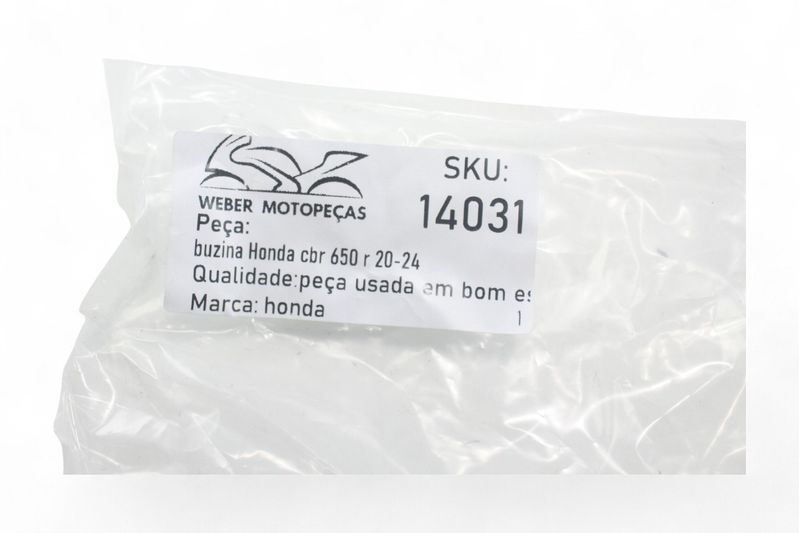 WEBER MOTOPEÇAS
SKU:
14031
Peça:
buzina Honda cbr 650 r 20-24
Qualidade:peça usada em bom es
Marca: honda
1